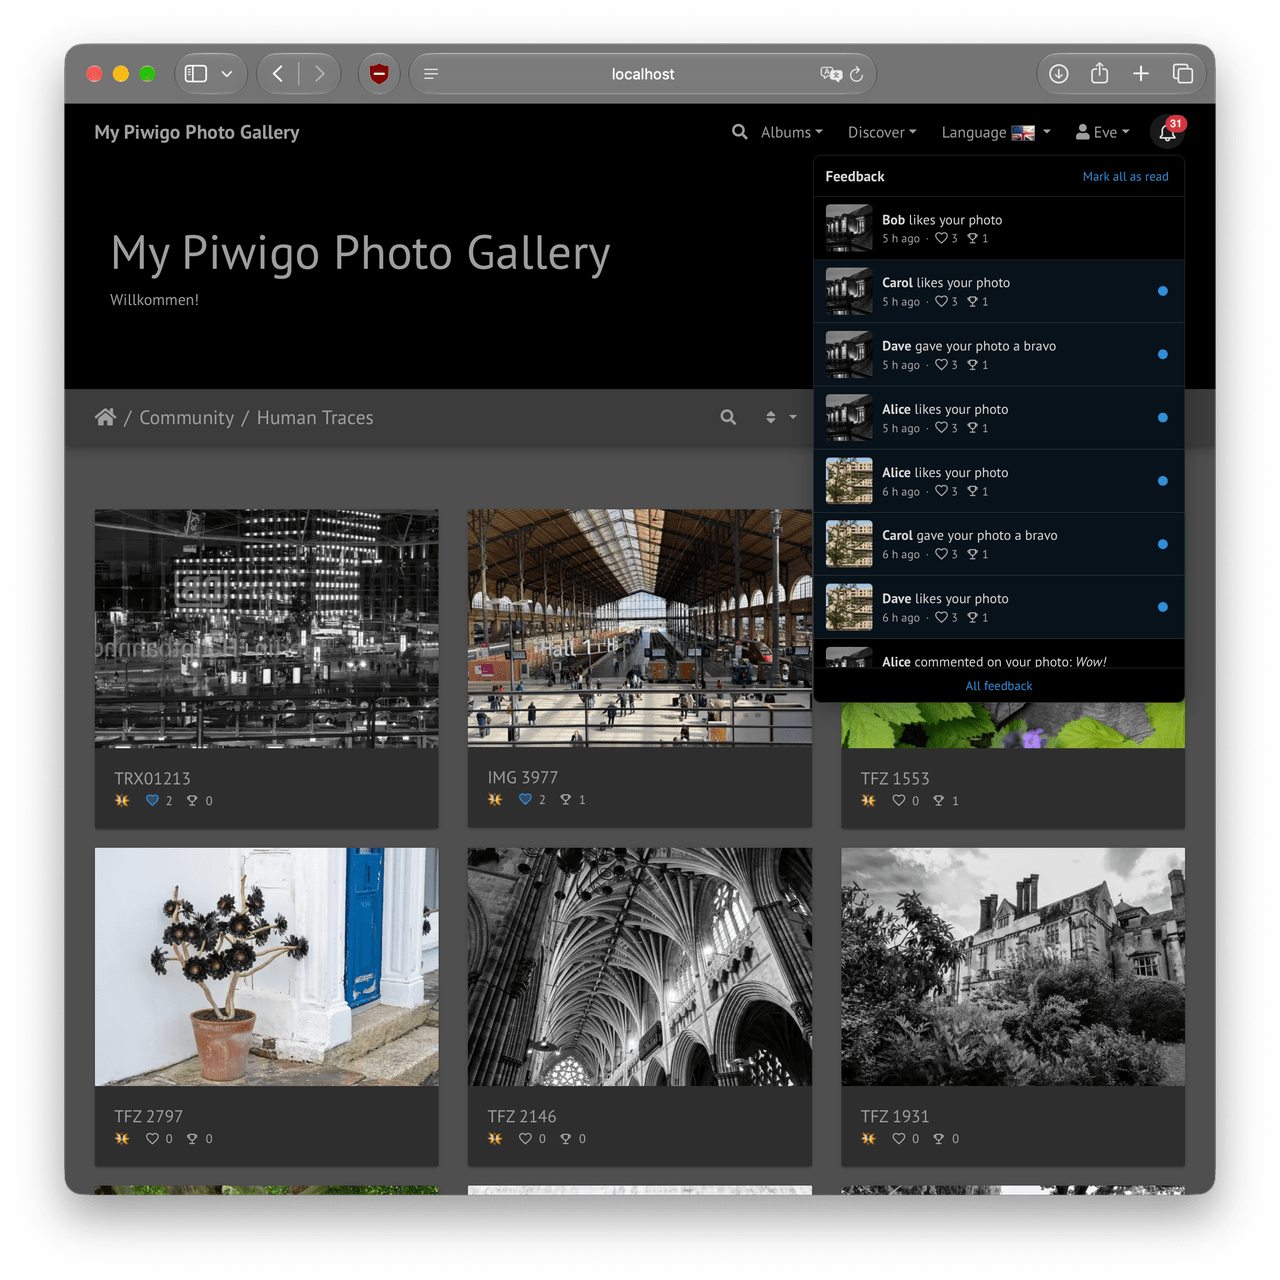 localhost
My Piwigo Photo Gallery
Albums
Discover
Language
Eve
31
Feedback
Mark all as read
Bob likes your photo
5 h ago · 3 1
Carol likes your photo
5 h ago · 3 1
Dave gave your photo a bravo
5 h ago · 3 1
Alice likes your photo
5 h ago · 3 1
Alice likes your photo
6 h ago · 3 1
Carol gave your photo a bravo
6 h ago · 3 1
Dave likes your photo
6 h ago · 3 1
Alice commented on your photo: Wow!
All feedback
My Piwigo Photo Gallery
Willkommen!
/ Community / Human Traces
Hall 1
TRX01213
2 0
IMG 3977
2 1
TFZ 1553
0 1
TFZ 2797
0 0
TFZ 2146
0 0
TFZ 1931
0 0